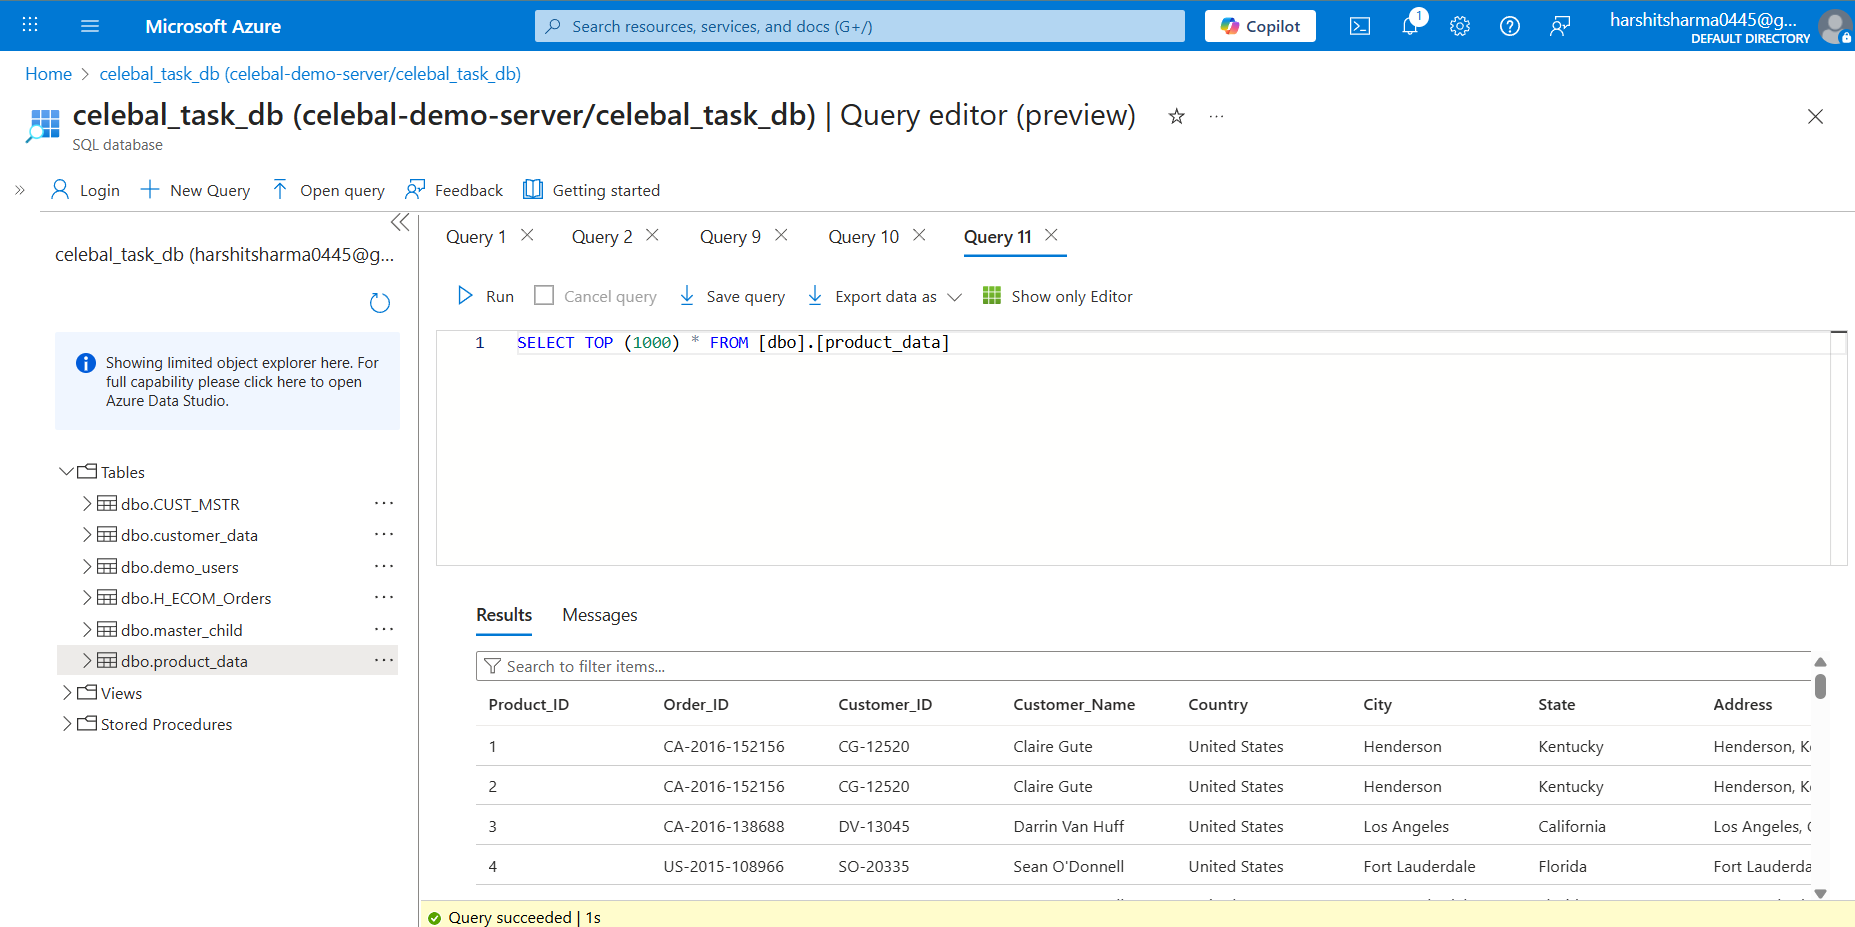 Microsoft Azure
Search resources, services, and docs (G+/)
Copilot
1
harshitsharma0445@g...
DEFAULT DIRECTORY
Home > celebal_task_db (celebal-demo-server/celebal_task_db)
celebal_task_db (celebal-demo-server/celebal_task_db) | Query editor (preview)
SQL database
Login New Query Open query Feedback Getting started
celebal_task_db (harshitsharma0445@g...
Showing limited object explorer here. For
full capability please click here to open
Azure Data Studio.
Tables
dbo.CUST_MSTR
dbo.customer_data
dbo.demo_users
dbo.H_ECOM_Orders
dbo.master_child
dbo.product_data
Views
Stored Procedures
Query 1 Query 2 Query 9 Query 10 Query 11
Run Cancel query Save query Export data as Show only Editor
1 SELECT TOP (1000) * FROM [dbo].[product_data]
Results Messages
Search to filter items...
Product_ID Order_ID Customer_ID Customer_Name Country City State Address
1 CA-2016-152156 CG-12520 Claire Gute United States Henderson Kentucky Henderson,
2 CA-2016-152156 CG-12520 Claire Gute United States Henderson Kentucky Henderson,
3 CA-2016-138688 DV-13045 Darrin Van Huff United States Los Angeles California Los Angeles,
4 US-2015-108966 SO-20335 Sean O'Donnell United States Fort Lauderdale Florida Fort Lauderda
Query succeeded | 1s